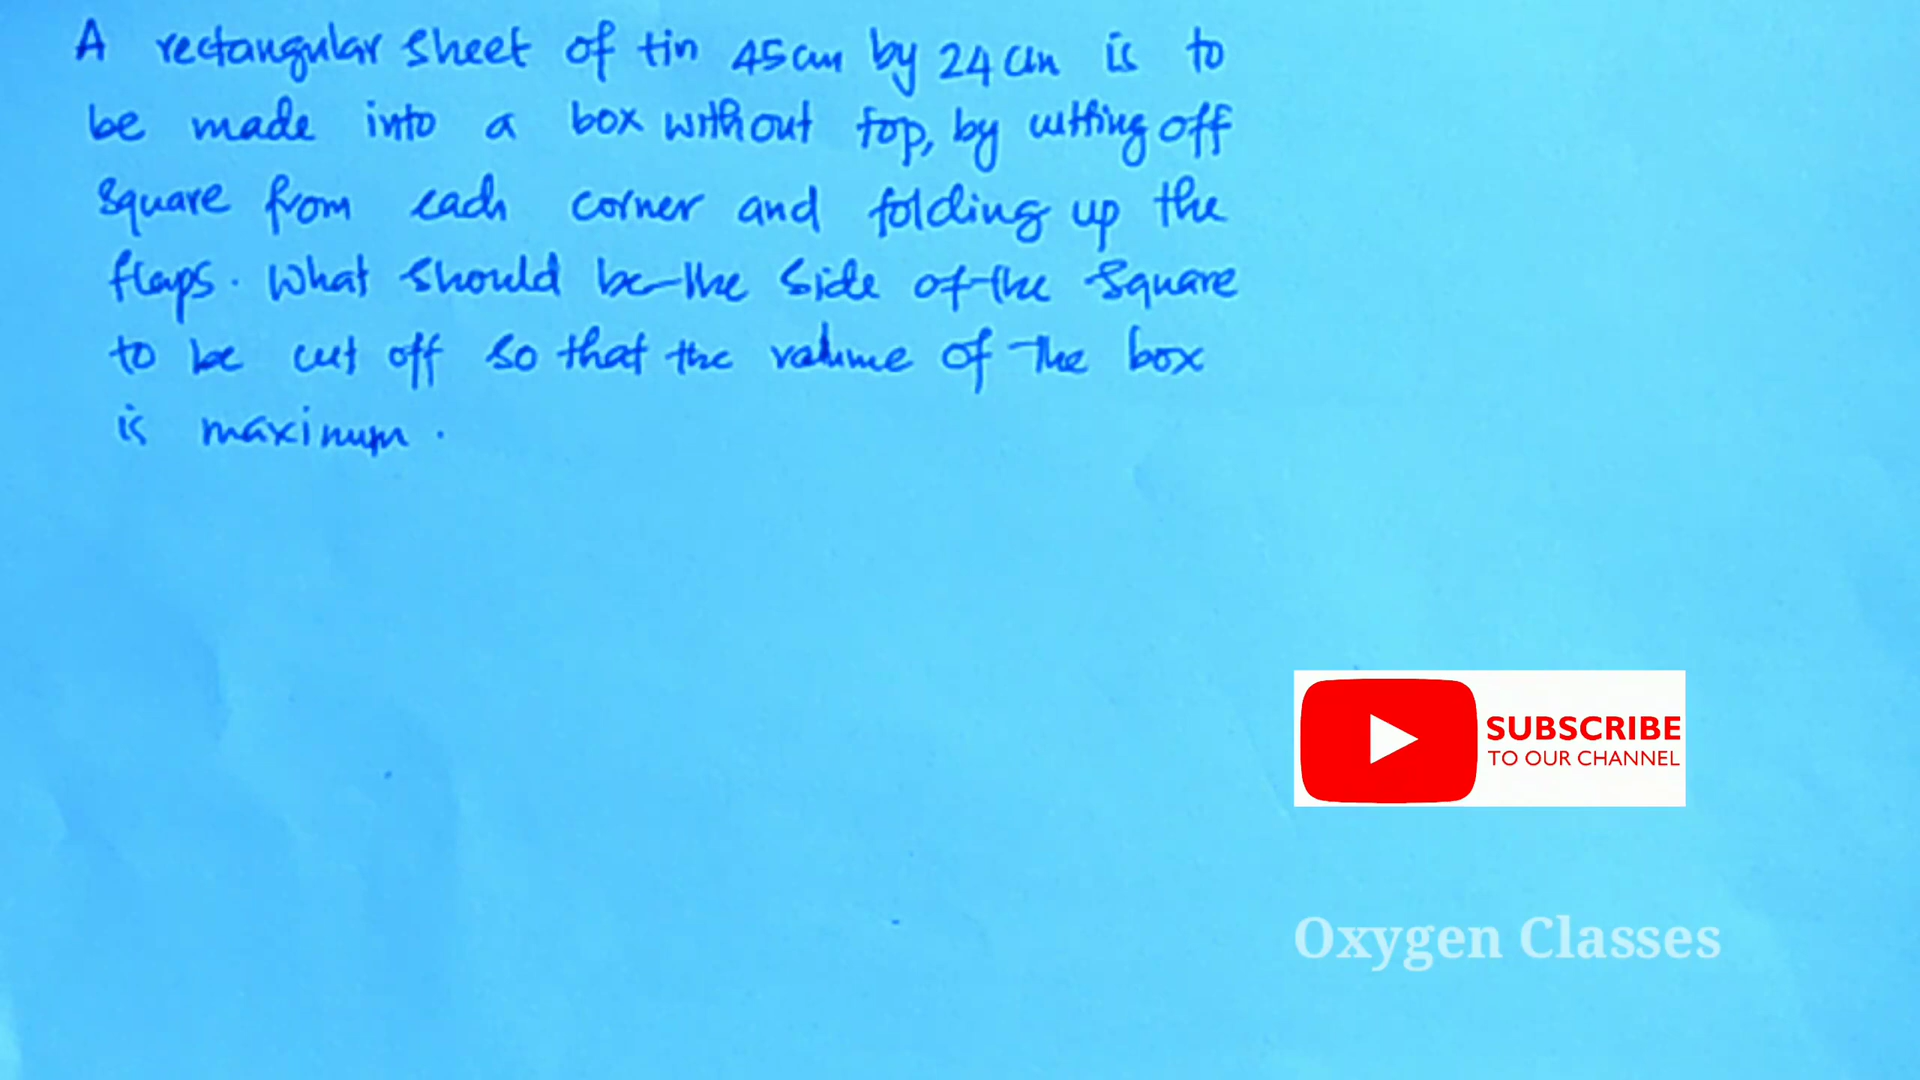 A rectangular sheet of tin 45cm by 24cm is to
be made into a box without top, by cutting off
square from each corner and folding up the
flaps. What should be the side of the square
to be cut off so that the volume of the box
is maximum.
SUBSCRIBE
TO OUR CHANNEL
Oxygen Classes